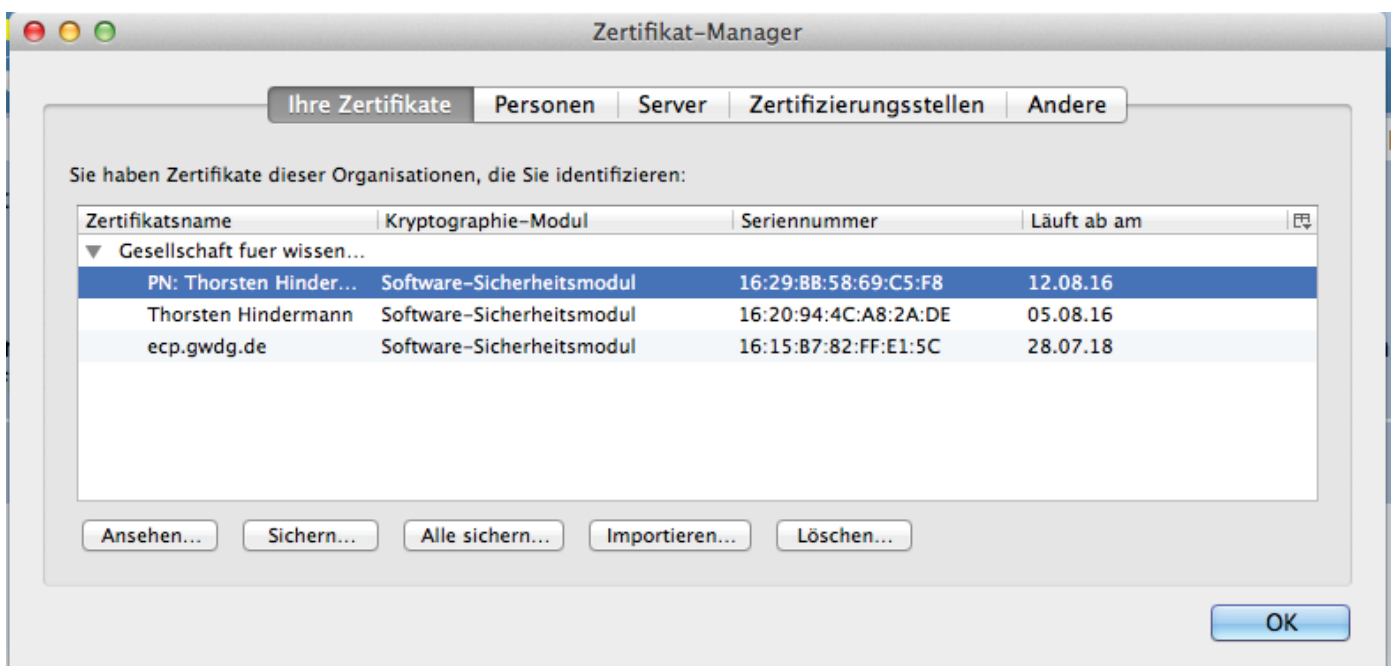 Zertifikat-Manager
Ihre Zertifikate Personen Server Zertifizierungsstellen Andere
Sie haben Zertifikate dieser Organisationen, die Sie identifizieren:
Zertifikatsname Kryptographie-Modul Seriennummer Läuft ab am
Gesellschaft fuer wissen...
PN: Thorsten Hinder... Software-Sicherheitsmodul 16:29:BB:58:69:C5:F8 12.08.16
Thorsten Hindermann Software-Sicherheitsmodul 16:20:94:4C:A8:2A:DE 05.08.16
ecp.gwdg.de Software-Sicherheitsmodul 16:15:B7:82:FF:E1:5C 28.07.18
Ansehen... Sichern... Alle sichern... Importieren... Löschen...
OK